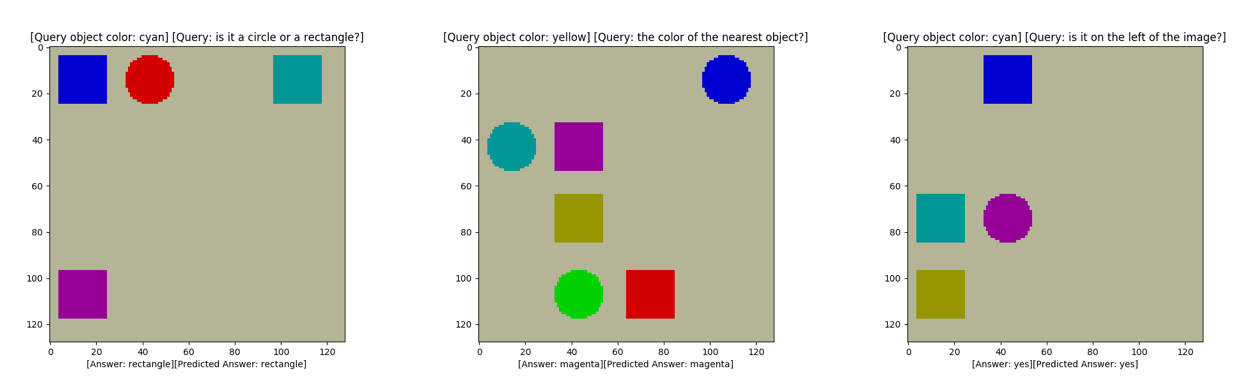 [Query object color: cyan] [Query: is it a circle or a rectangle?]
0
20
40
60
80
100
120
0 20 40 60 80 100 120
[Answer: rectangle][Predicted Answer: rectangle]
[Query object color: yellow] [Query: the color of the nearest object?]
0
20
40
60
80
100
120
0 20 40 60 80 100 120
[Answer: magenta][Predicted Answer: magenta]
[Query object color: cyan] [Query: is it on the left of the image?]
0
20
40
60
80
100
120
0 20 40 60 80 100 120
[Answer: yes][Predicted Answer: yes]